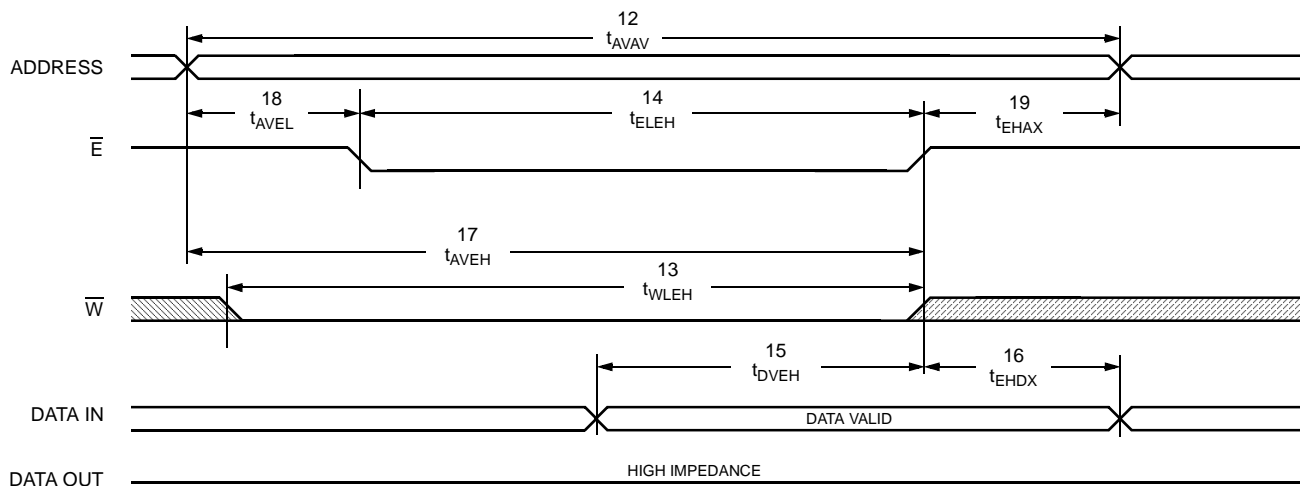 12
tAVAV
ADDRESS
18
tAVEL
14
tELEH
19
tEHAX
E̅
17
tAVEH
13
tWLEH
W̅
15
tDVEH
16
tEHDX
DATA IN
DATA VALID
DATA OUT
HIGH IMPEDANCE